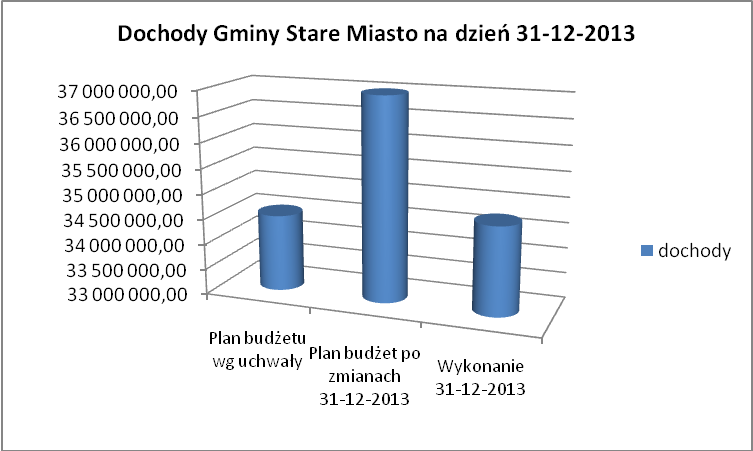 Dochody Gminy Stare Miasto na dzień 31-12-2013
37 000 000,00
36 500 000,00
36 000 000,00
35 500 000,00
35 000 000,00
34 500 000,00
34 000 000,00
33 500 000,00
33 000 000,00
dochody
Plan budżetu
wg uchwały
Plan budżet po
zmianach
31-12-2013
Wykonanie
31-12-2013